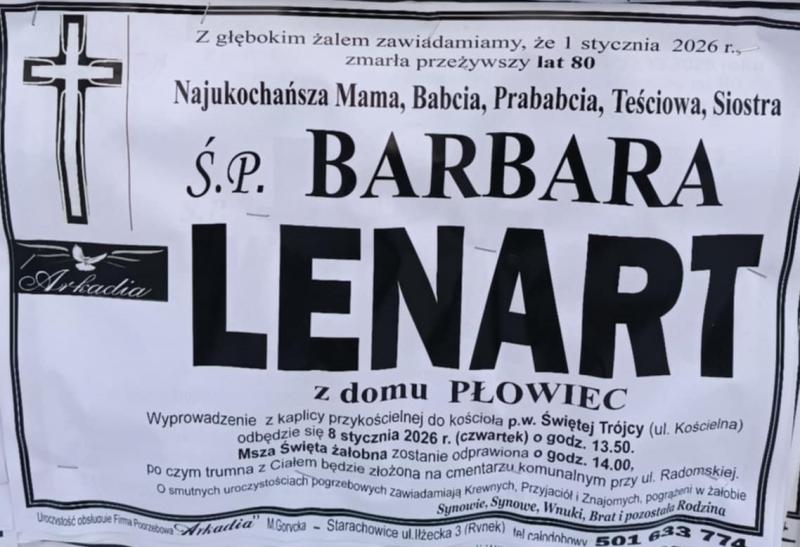 Z głębokim żalem zawiadamiamy, że 1 stycznia 2026 r.,
zmarła przeżywszy lat 80
Najukochańsza Mama, Babcia, Prababcia, Teściowa, Siostra
Ś.P. BARBARA
LENART
Arkadia
z domu PŁOWIEC
Wyprowadzenie z kaplicy przykościelnej do kościoła p.w. Świętej Trójcy (ul. Kościelna)
odbędzie się 8 stycznia 2026 r. (czwartek) o godz. 13.50.
Msza Święta żałobna zostanie odprawiona o godz. 14.00,
po czym trumna z Ciałem będzie złożona na cmentarzu komunalnym przy ul. Radomskiej.
O smutnych uroczystościach pogrzebowych zawiadamiają Krewnych, Przyjaciół i Znajomych, pogrążeni w żałobie
Synowie, Synowe, Wnuki, Brat i pozostała Rodzina
Uroczystość obsługuje Firma Pogrzebowa "Arkadia" M.Gorycka – Starachowice ul.Iłżecka 3 (Rynek) tel całodobowy 501 633 774